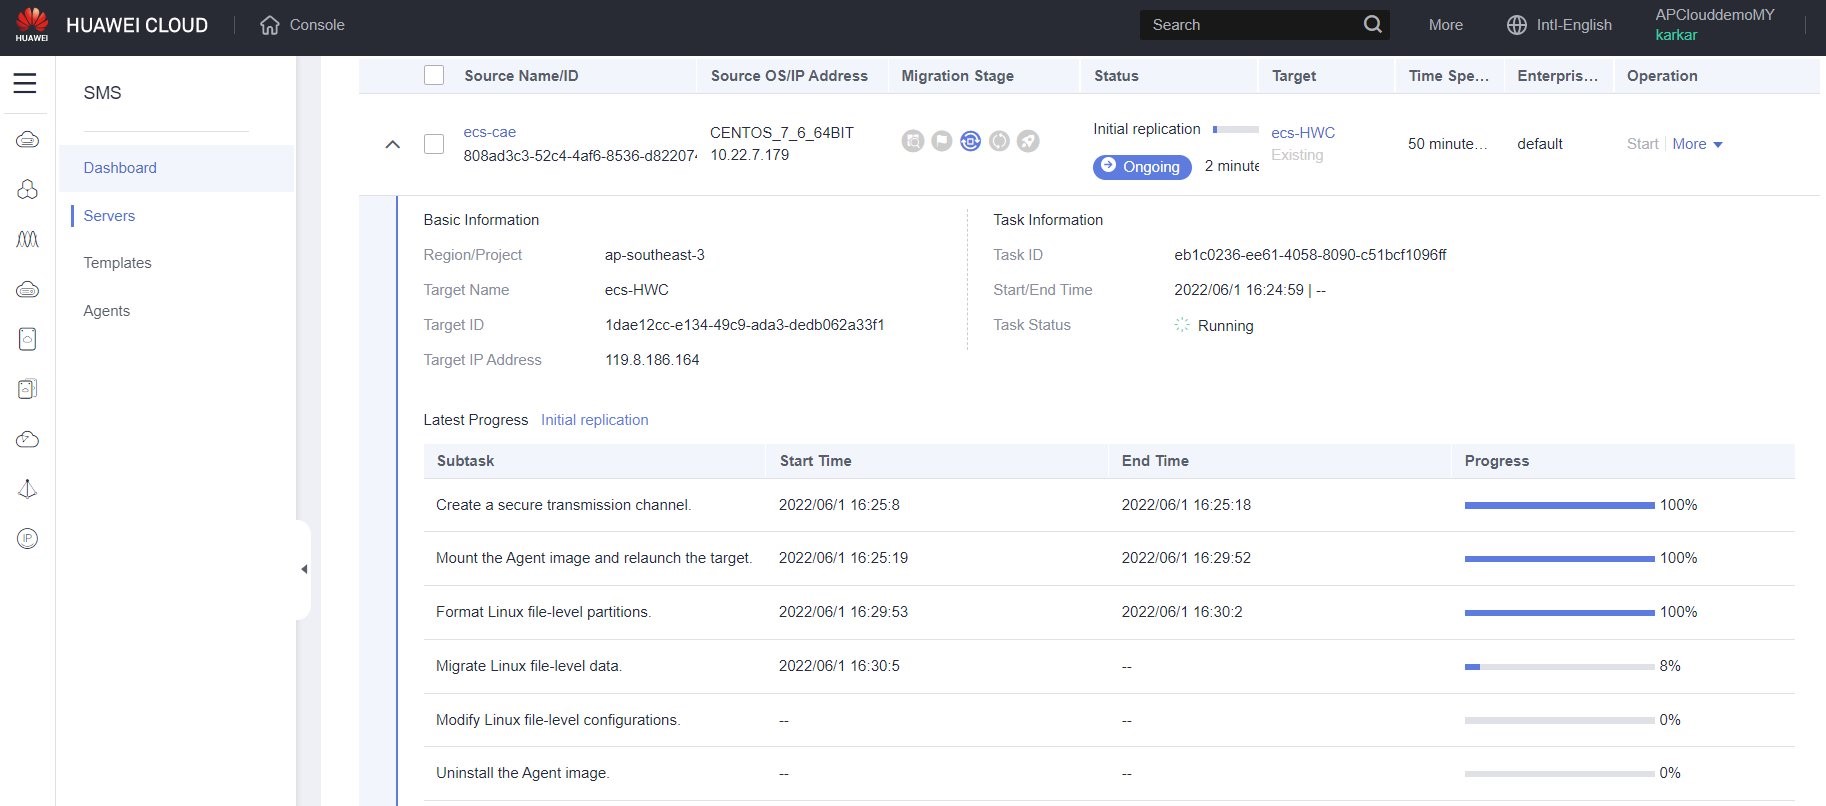 HUAWEI
HUAWEI CLOUD
Console
Search
More
Intl-English
APClouddemoMY
karkar
SMS
Dashboard
Servers
Templates
Agents
Source Name/ID Source OS/IP Address Migration Stage Status Target Time Spe... Enterpris... Operation
ecs-cae
808ad3c3-52c4-4af6-8536-d82207
CENTOS_7_6_64BIT
10.22.7.179
Initial replication
Ongoing 2 minute
ecs-HWC
Existing
50 minute...
default
Start More
Basic Information
Region/Project ap-southeast-3
Target Name ecs-HWC
Target ID 1dae12cc-e134-49c9-ada3-dedb062a33f1
Target IP Address 119.8.186.164
Task Information
Task ID eb1c0236-ee61-4058-8090-c51bcf1096ff
Start/End Time 2022/06/1 16:24:59 | --
Task Status Running
Latest Progress Initial replication
Subtask Start Time End Time Progress
Create a secure transmission channel. 2022/06/1 16:25:8 2022/06/1 16:25:18 100%
Mount the Agent image and relaunch the target. 2022/06/1 16:25:19 2022/06/1 16:29:52 100%
Format Linux file-level partitions. 2022/06/1 16:29:53 2022/06/1 16:30:2 100%
Migrate Linux file-level data. 2022/06/1 16:30:5 -- 8%
Modify Linux file-level configurations. -- -- 0%
Uninstall the Agent image. -- -- 0%
IP